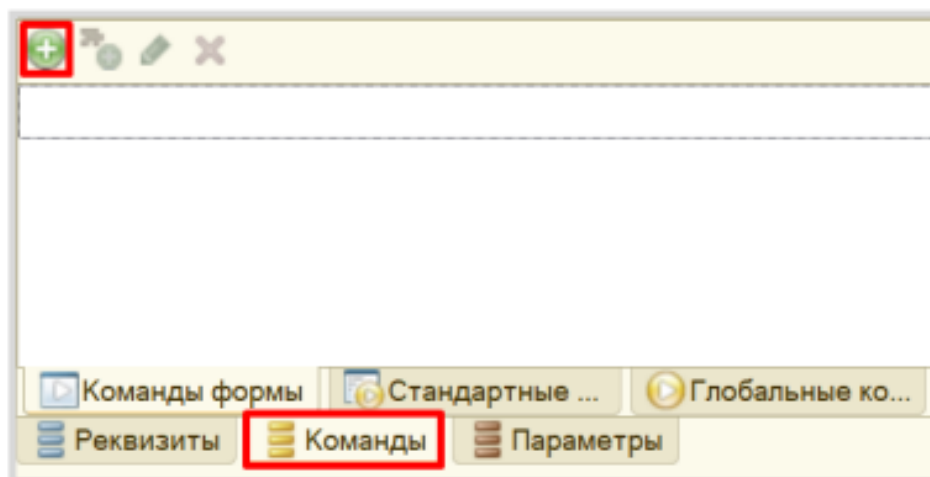 Команды формы Стандартные ... Глобальные ко...
Реквизиты Команды Параметры